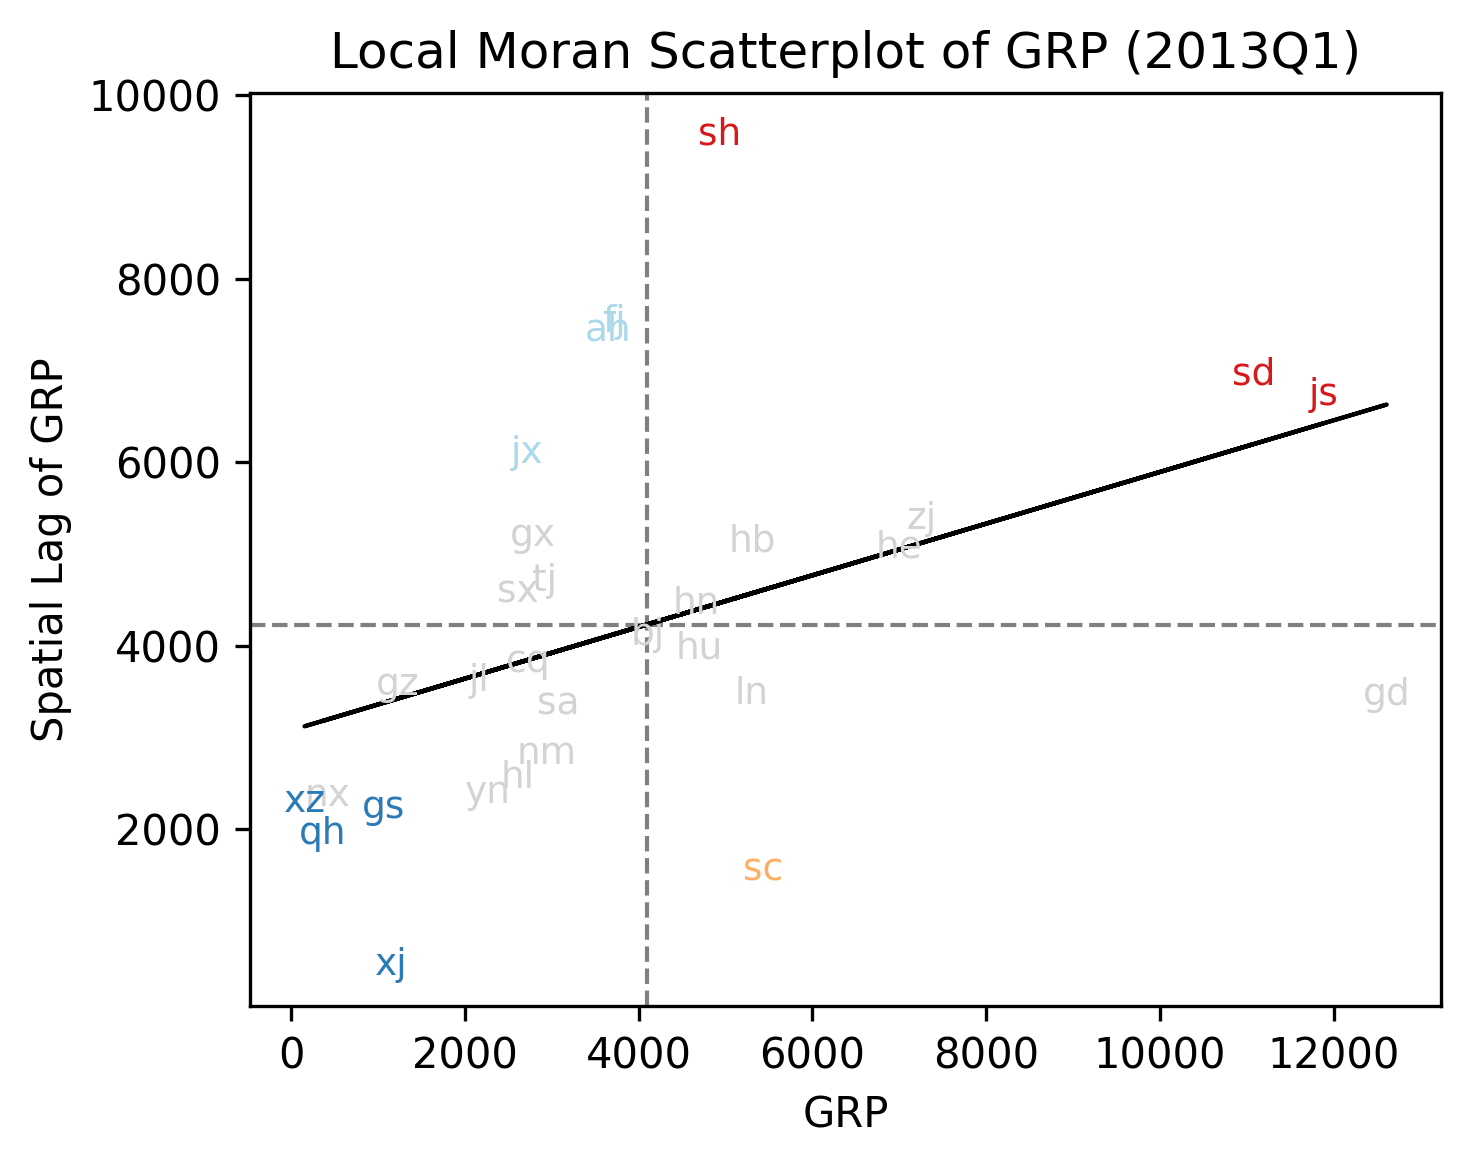 Local Moran Scatterplot of GRP (2013Q1)
10000
sh
8000
fj
ah
sd
js
jx
6000
zj
gx
hb
he
tj
sx
hn
4000
bj
hu
cq
gz
jl
sa
ln
gd
nm
hl
yn
nx
xz
gs
2000
qh
sc
xj
Spatial Lag of GRP
0
2000
4000
6000
8000
10000
12000
GRP